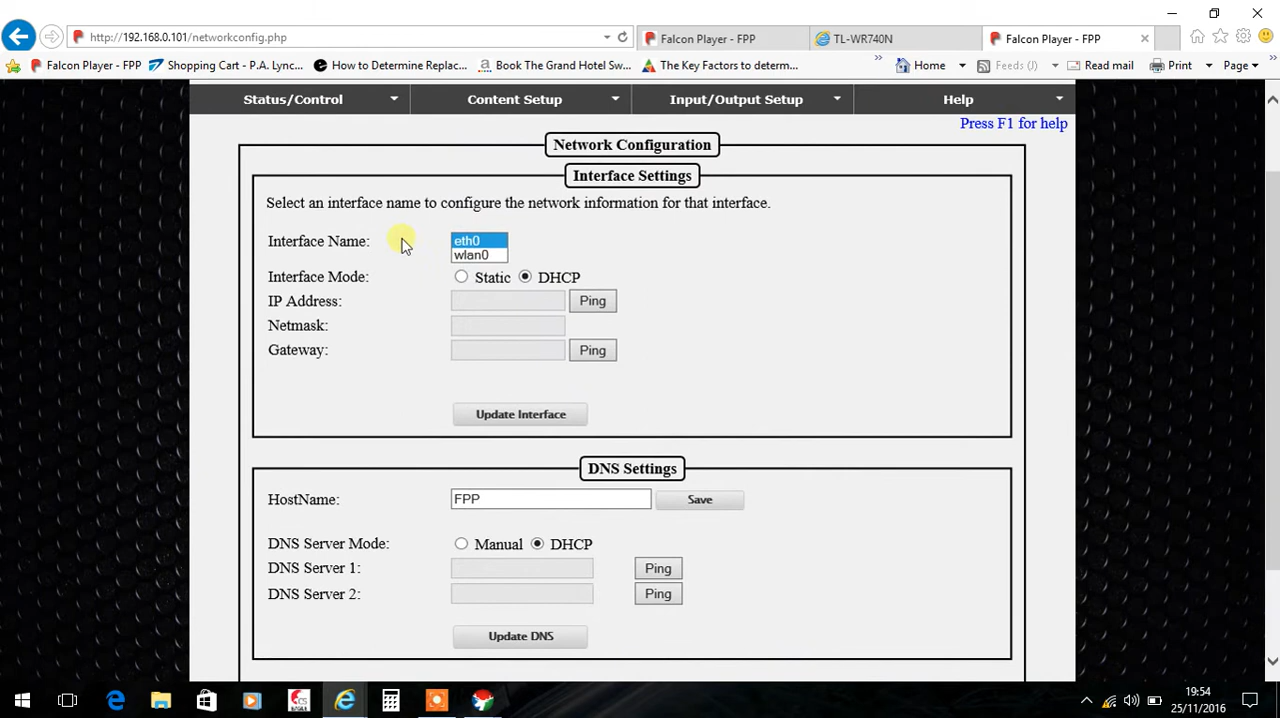 http://192.168.0.101/networkconfig.php
Falcon Player - FPP
TL-WR740N
Falcon Player - FPP
Falcon Player - FPP
Shopping Cart - P.A. Lync...
How to Determine Replac...
Book The Grand Hotel Sw...
The Key Factors to determ...
Home
Feeds (J)
Read mail
Print
Page
Status/Control
Content Setup
Input/Output Setup
Help
Press F1 for help
Network Configuration
Interface Settings
Select an interface name to configure the network information for that interface.
Interface Name:
eth0
wlan0
Interface Mode: Static DHCP
IP Address: Ping
Netmask:
Gateway: Ping
Update Interface
DNS Settings
HostName: FPP Save
DNS Server Mode: Manual DHCP
DNS Server 1: Ping
DNS Server 2: Ping
Update DNS
19:54
25/11/2016